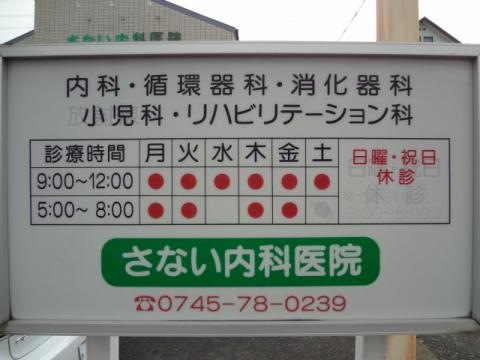 さない内科医院
内科・循環器科・消化器科
小児科・リハビリテーション科
診療時間 月 火 水 木 金 土 日曜・祝日
休診
9:00~12:00 ● ● ● ● ● ●
5:00~8:00 ● ● ● ●
さない内科医院
☎0745-78-0239